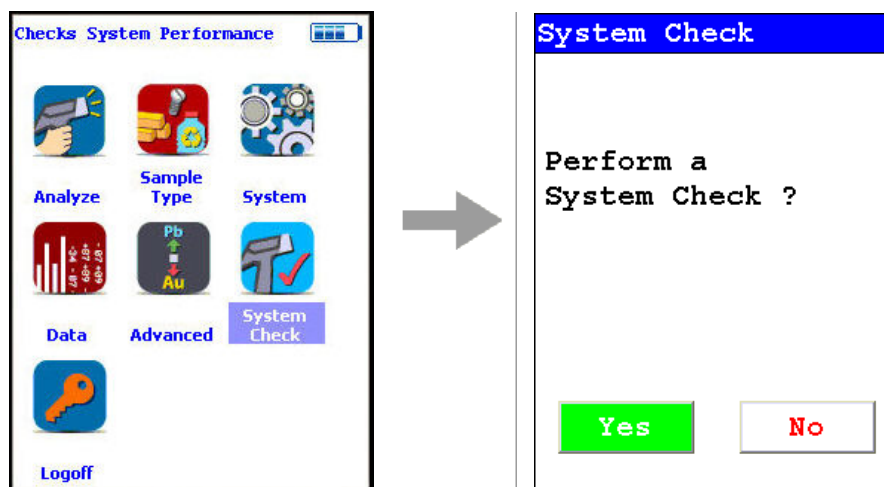 Checks System Performance
Analyze
Sample
Type
System
Pb
Au
Data
Advanced
System
Check
Logoff
System Check
Perform a
System Check ?
Yes
No